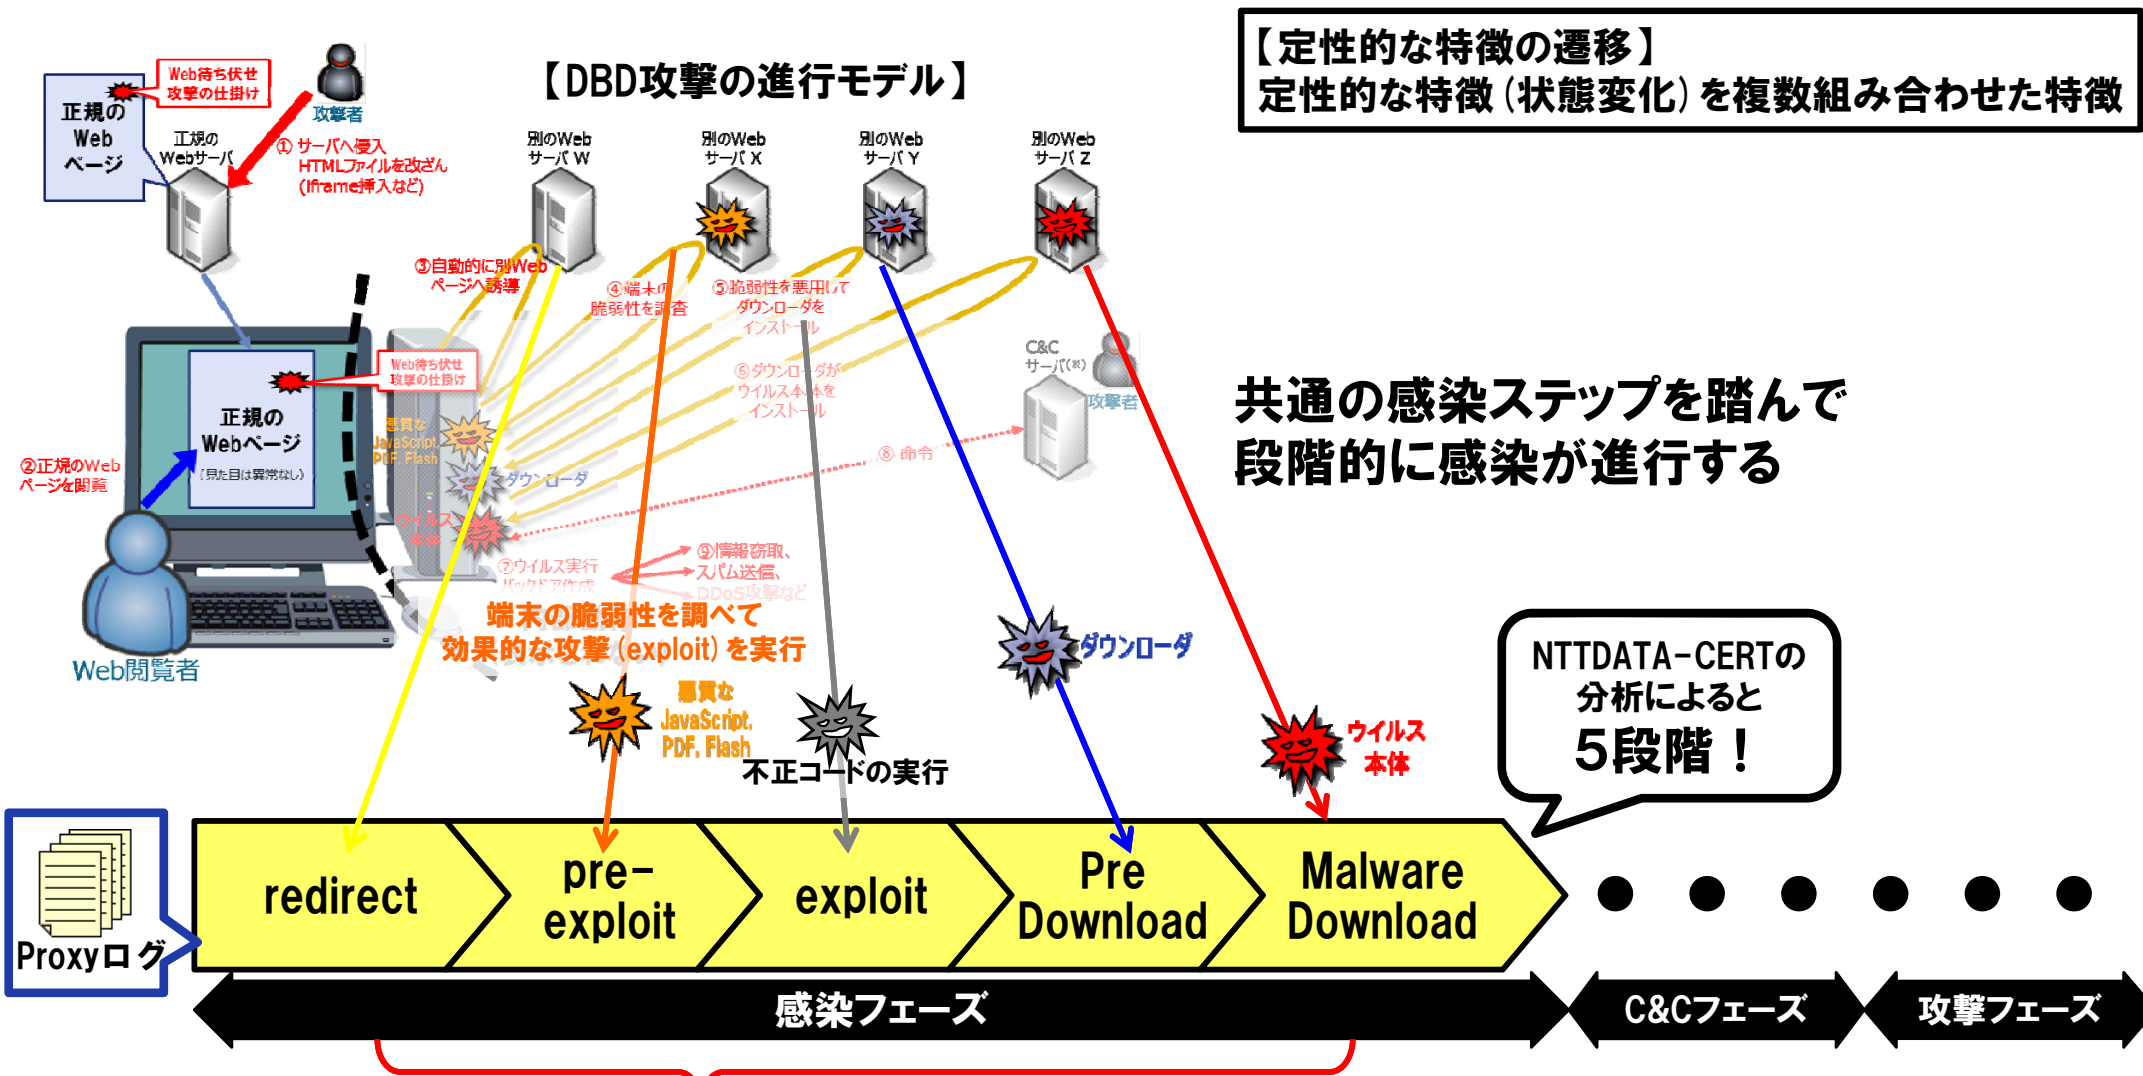 【定性的な特徴の遷移】
定性的な特徴(状態変化)を複数組み合わせた特徴
【DBD攻撃の進行モデル】
Web待ち伏せ
攻撃の仕掛け
正規の
Web
ページ
攻撃者
正規の
Webサーバ
① サーバへ侵入
HTMLファイルを改ざん
(iframe挿入など)
別のWeb
サーバ W
別のWeb
サーバ X
別のWeb
サーバ Y
別のWeb
サーバ Z
③自動的に別Web
ページへ誘導
④端末の
脆弱性を調査
⑤脆弱性を悪用して
ダウンローダを
インストール
⑥ダウンローダが
ウイルス本体を
インストール
C&C
サーバ(※)
攻撃者
Web待ち伏せ
攻撃の仕掛け
正規の
Webページ
(見た目は異常なし)
②正規のWeb
ページを閲覧
悪質な
JavaScript,
PDF, Flash
ダウンローダ
ウイルス
本体
⑧ 命令
⑦ウイルス実行
バックドア作成
⑨情報窃取、
スパム送信、
DDoS攻撃など
Web閲覧者
共通の感染ステップを踏んで
段階的に感染が進行する
端末の脆弱性を調べて
効果的な攻撃(exploit)を実行
悪質な
JavaScript,
PDF, Flash
不正コードの実行
ダウンローダ
ウイルス
本体
NTTDATA-CERTの
分析によると
5段階!
Proxyログ
redirect
pre-
exploit
exploit
Pre
Download
Malware
Download
● ● ● ● ● ●
感染フェーズ
C&Cフェーズ
攻撃フェーズ